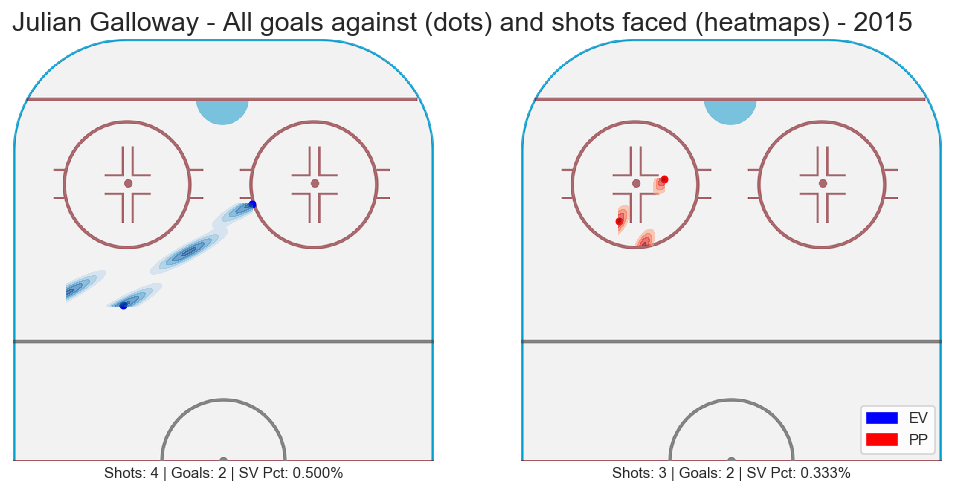 Julian Galloway - All goals against (dots) and shots faced (heatmaps) - 2015
EV
PP
Shots: 4 | Goals: 2 | SV Pct: 0.500%
Shots: 3 | Goals: 2 | SV Pct: 0.333%